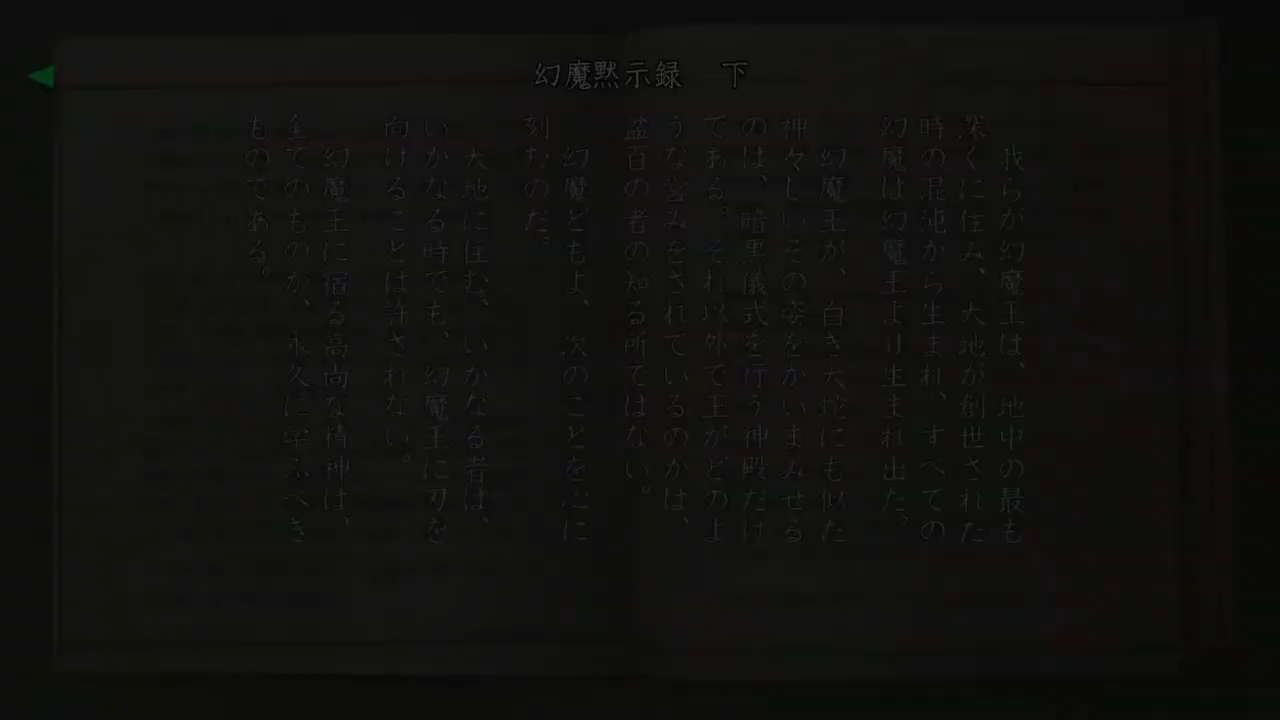 幻魔黙示録　下
　我らが幻魔王は、地中の最も
深くに住み、大地が創世された
時の混沌から生まれ、すべての
幻魔は幻魔王より生まれ出た。
　幻魔王が、白き大蛇にも似た
神々しいその姿をかいまみせる
のは、暗黒儀式を行う神殿だけ
である。それ以外で王がどのよ
うな営みをされているのかは、
益百の者の知る所ではない。
　幻魔どもよ、次のことを心に
刻むのだ。
　大地に住む、いかなる者は、
いかなる時でも、幻魔王に刃を
向けることは許されない。
　幻魔王に宿る高尚な精神は、
全てのものが、永久に学ぶべき
ものである。